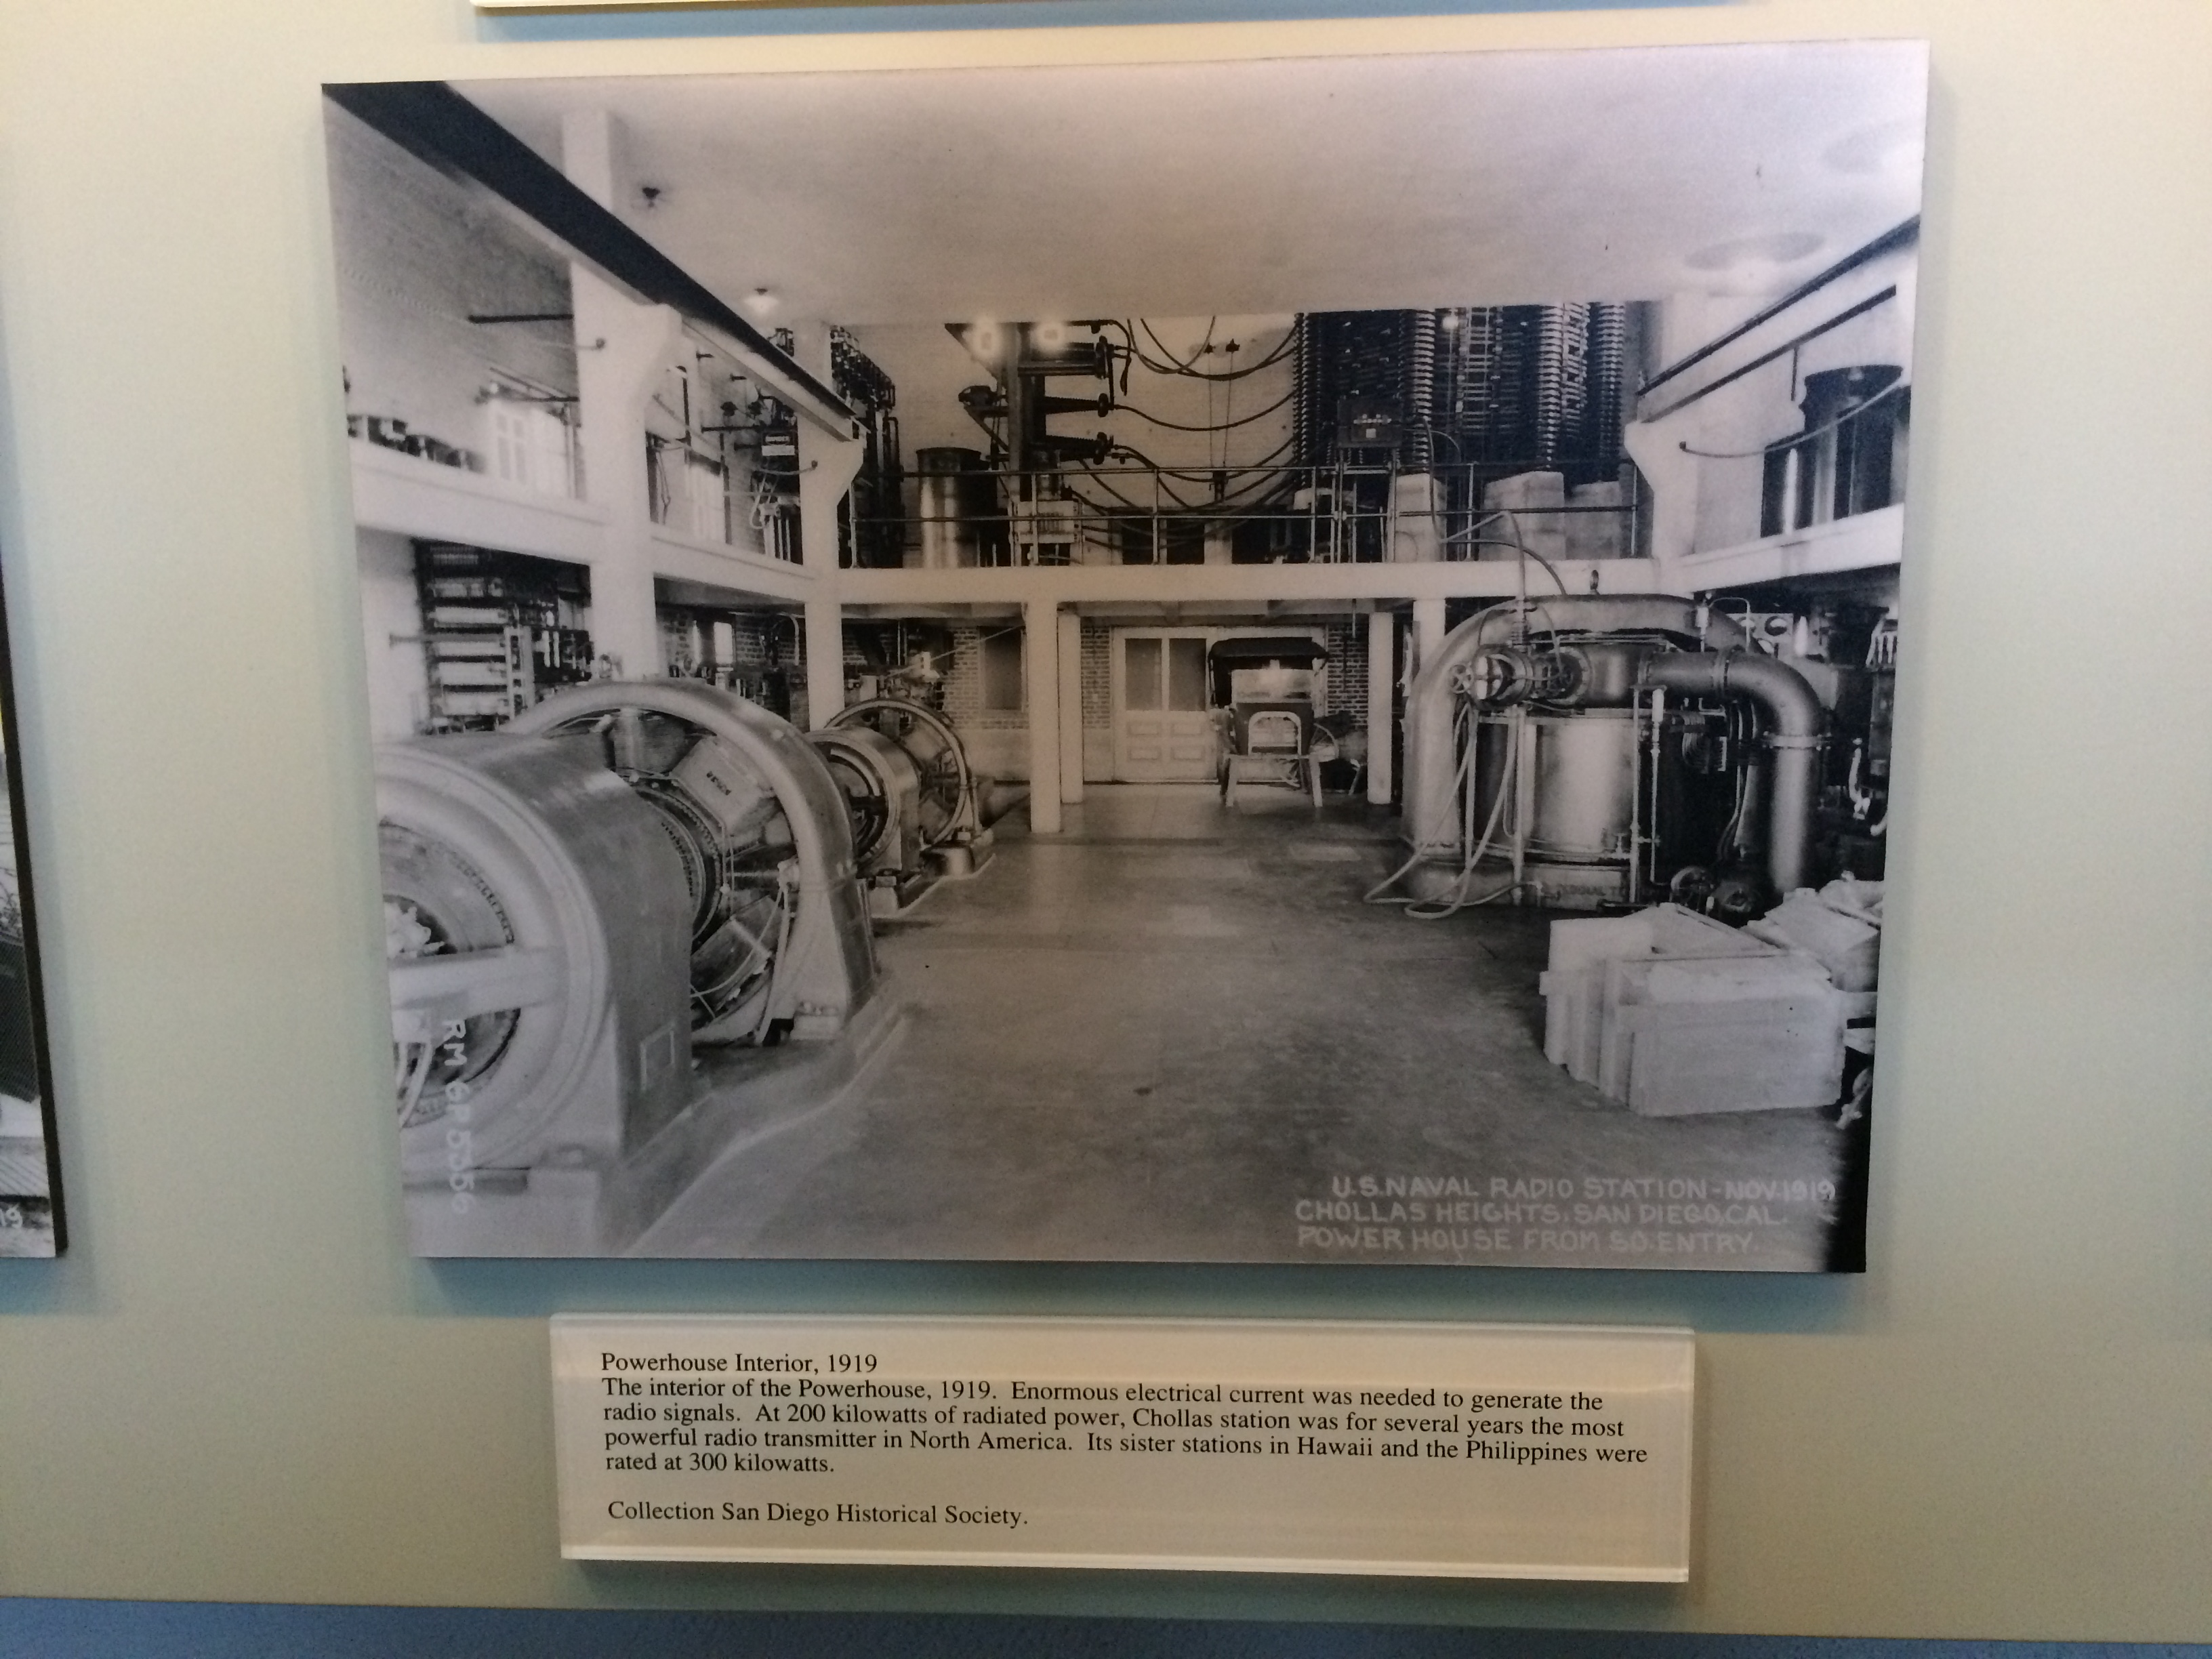 RM GP 5556
U.S. NAVAL RADIO STATION - NOV. 1919
CHOLLAS HEIGHTS, SAN DIEGO, CAL.
POWER HOUSE FROM SO. ENTRY.
Powerhouse Interior, 1919
The interior of the Powerhouse, 1919. Enormous electrical current was needed to generate the
radio signals. At 200 kilowatts of radiated power, Chollas station was for several years the most
powerful radio transmitter in North America. Its sister stations in Hawaii and the Philippines were
rated at 300 kilowatts.
Collection San Diego Historical Society.